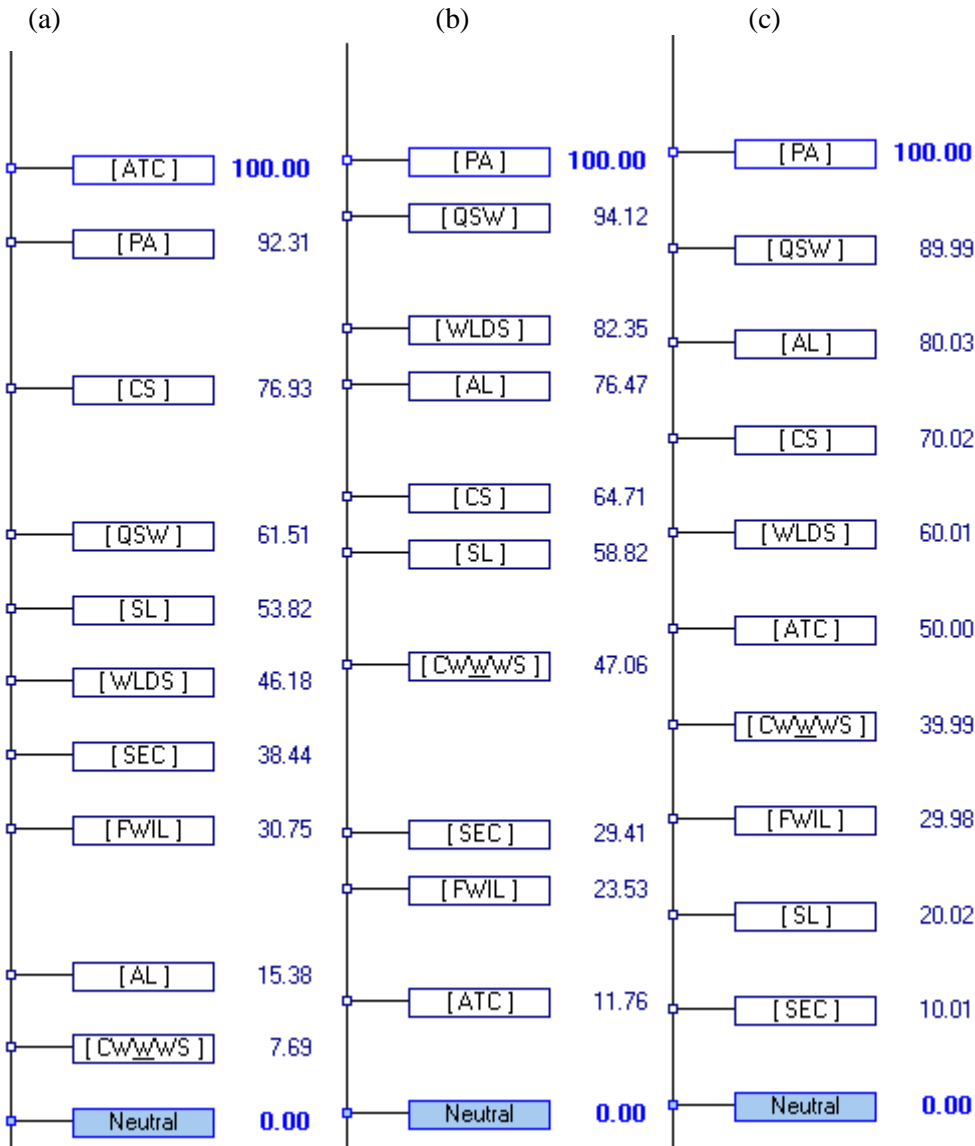 (a)
(b)
(c)
[ ATC ] 100.00
[ PA ] 92.31
[ CS ] 76.93
[ QSW ] 61.51
[ SL ] 53.82
[ WLDS ] 46.18
[ SEC ] 38.44
[ FWIL ] 30.75
[ AL ] 15.38
[ CWWWS ] 7.69
Neutral 0.00
[ PA ] 100.00
[ QSW ] 94.12
[ WLDS ] 82.35
[ AL ] 76.47
[ CS ] 64.71
[ SL ] 58.82
[ CWWWS ] 47.06
[ SEC ] 29.41
[ FWIL ] 23.53
[ ATC ] 11.76
Neutral 0.00
[ PA ] 100.00
[ QSW ] 89.99
[ AL ] 80.03
[ CS ] 70.02
[ WLDS ] 60.01
[ ATC ] 50.00
[ CWWWS ] 39.99
[ FWIL ] 29.98
[ SL ] 20.02
[ SEC ] 10.01
Neutral 0.00